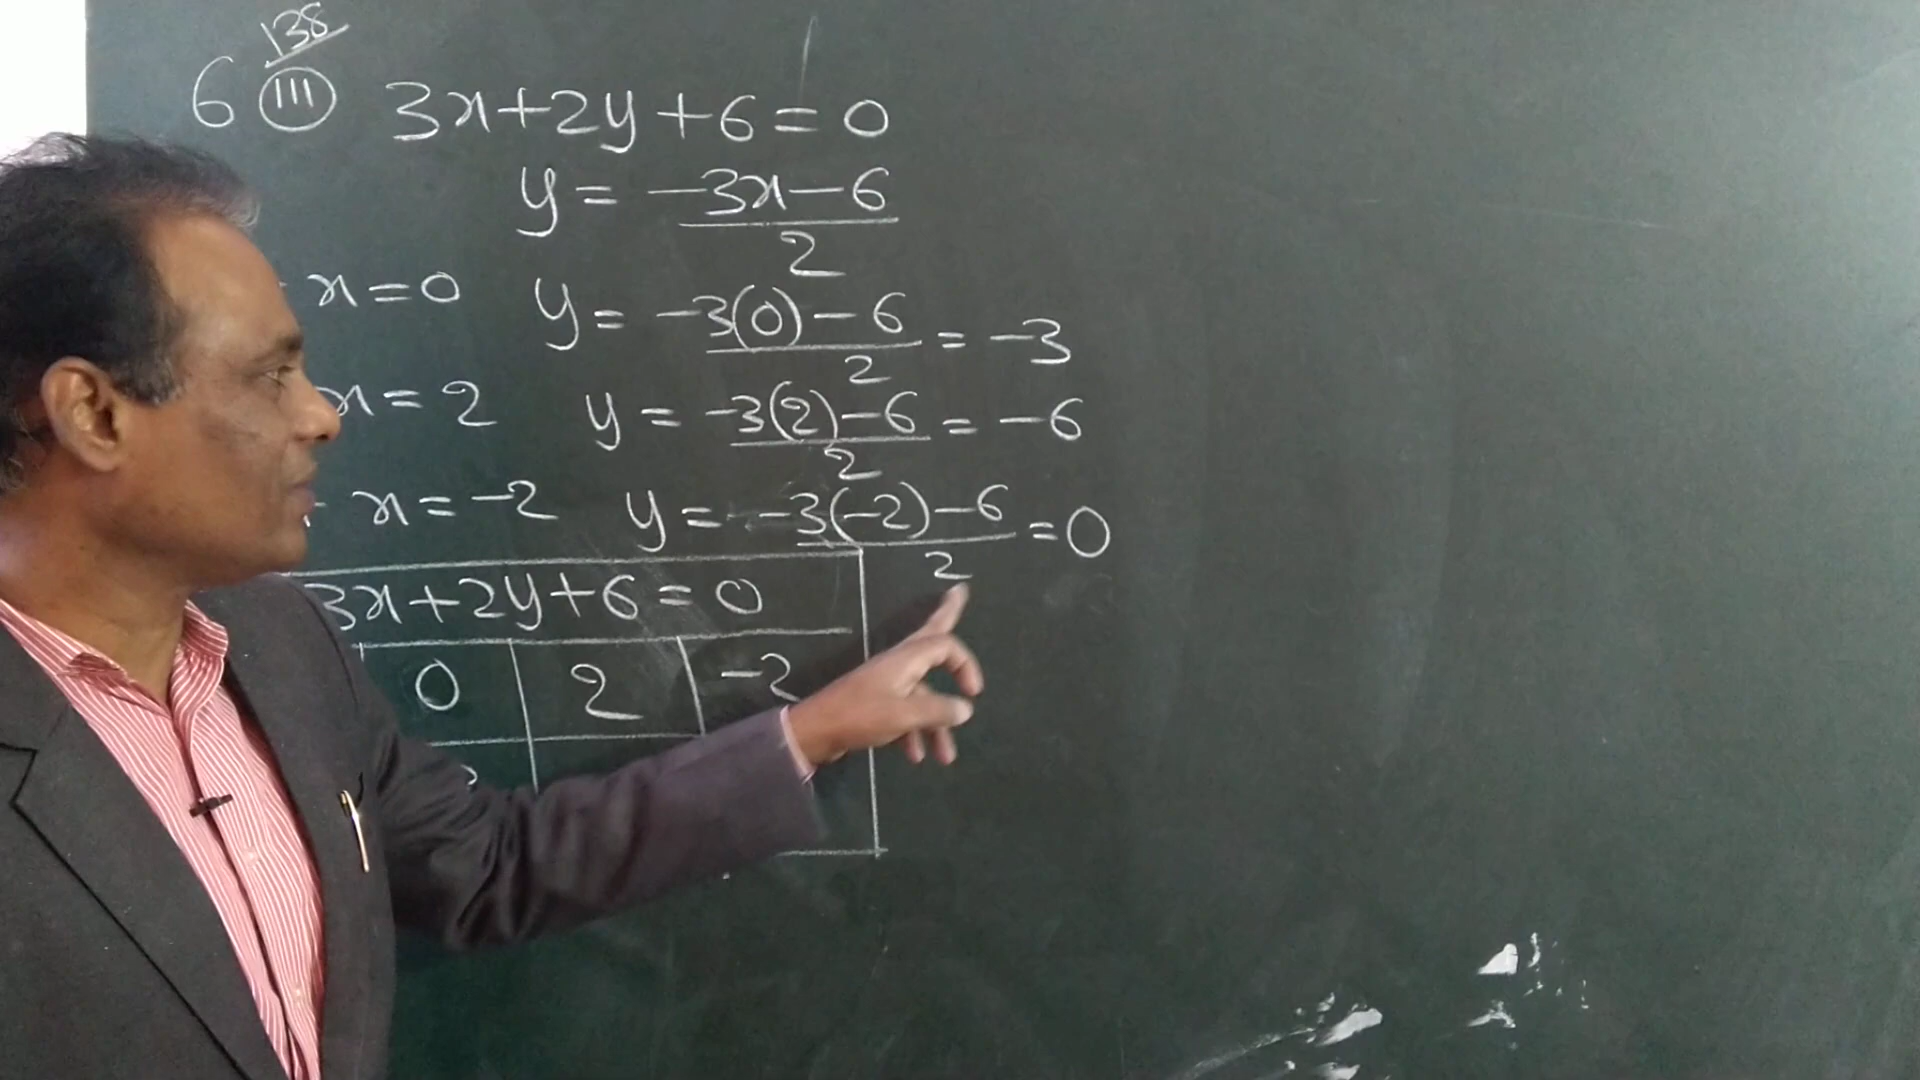 138
6 (III) 3x+2y+6=0
y = -3x-6
2
x=0 y = -3(0)-6 = -3
2
x=2 y = -3(2)-6 = -6
2
x=-2 y = -3(-2)-6 =0
2
3x+2y+6=0
0 2 -2